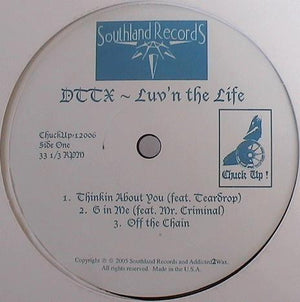 Southland Records
DTTX ~ Luv'n the Life
ChuckUp-12006
Side One
33 1/3 RPM
Chuck Up !
1. Thinkin About You (feat. Teardrop)
2. G in Me (feat. Mr. Criminal)
3. Off the Chain
Copyright © ℗ 2005 Southland Records and Addicted2Wax.
All rights reserved. Made in the U.S.A.